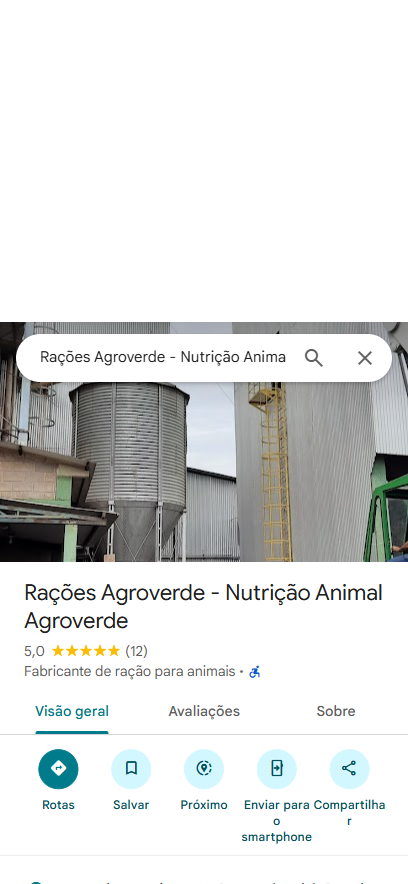 Rações Agroverde - Nutrição Anima
Rações Agroverde - Nutrição Animal
Agroverde
5,0 (12)
Fabricante de ração para animais ·
Visão geral Avaliações Sobre
Rotas Salvar Próximo Enviar para o smartphone Compartilhar